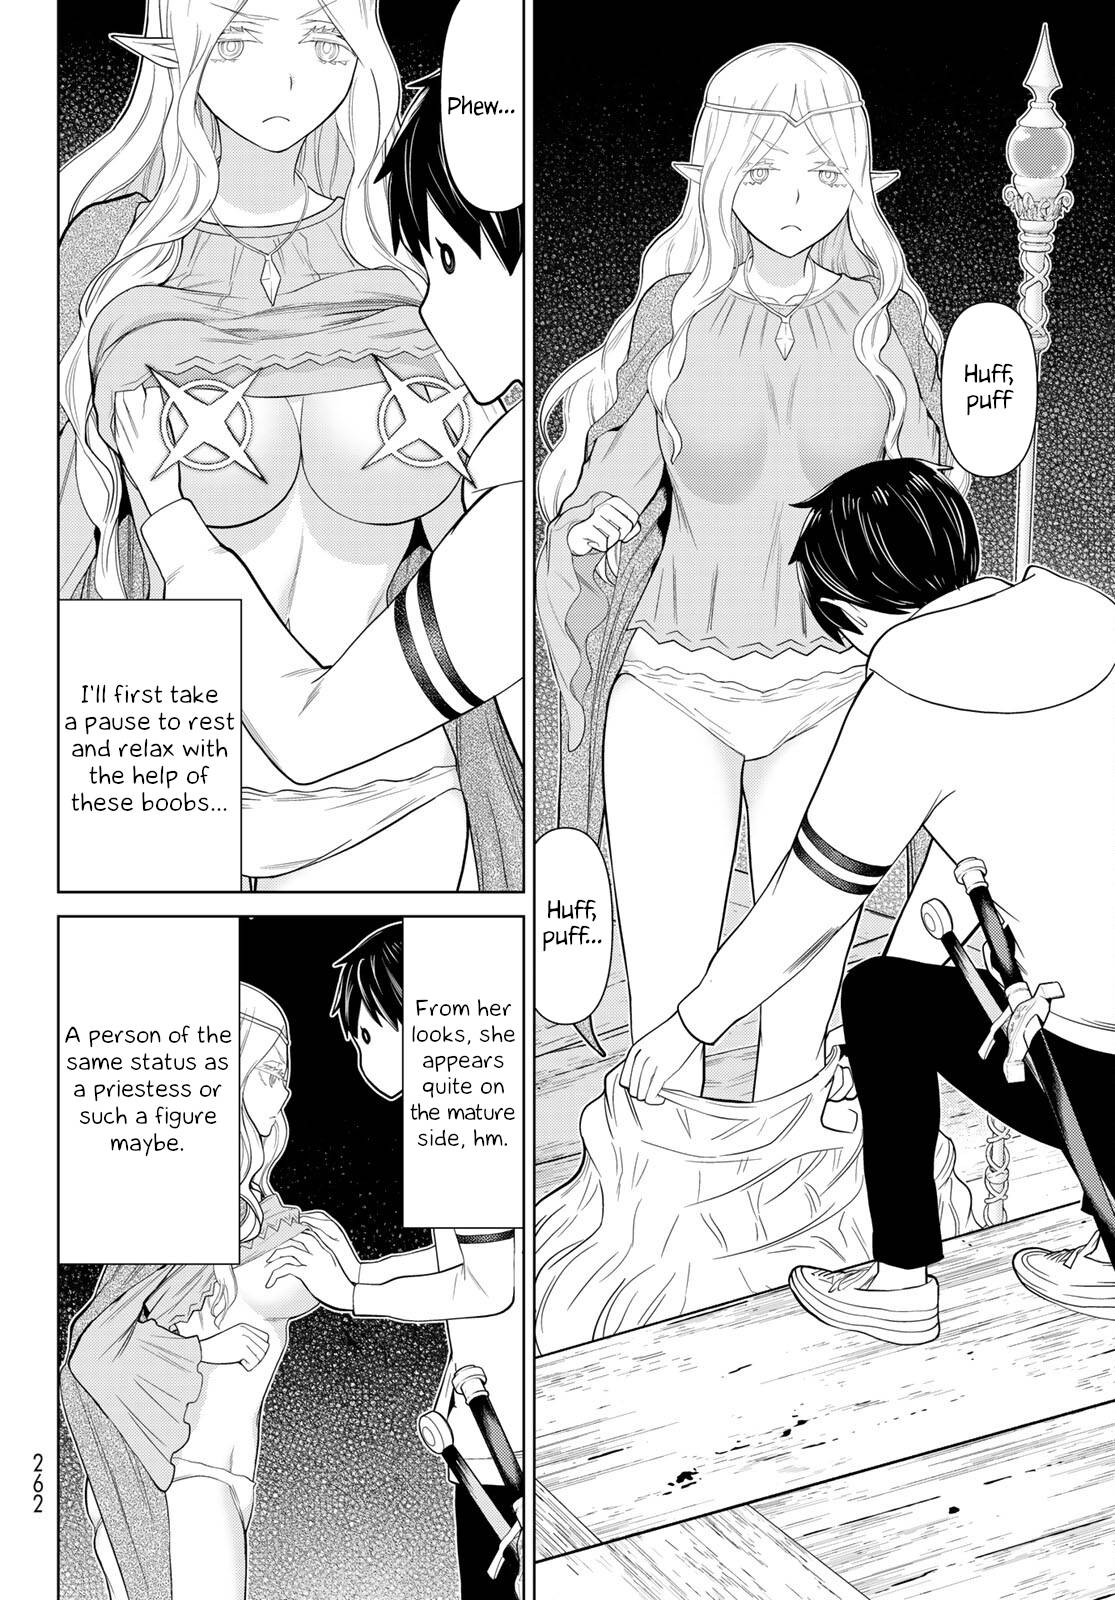 Huff,
puff
Huff,
puff...
Phew...
I'll first take
a pause to rest
and relax with
the help of
these boobs...
From her
looks, she
appears
quite on
the mature
side, hm.
A person of the
same status as
a priestess or
such a figure
maybe.
262